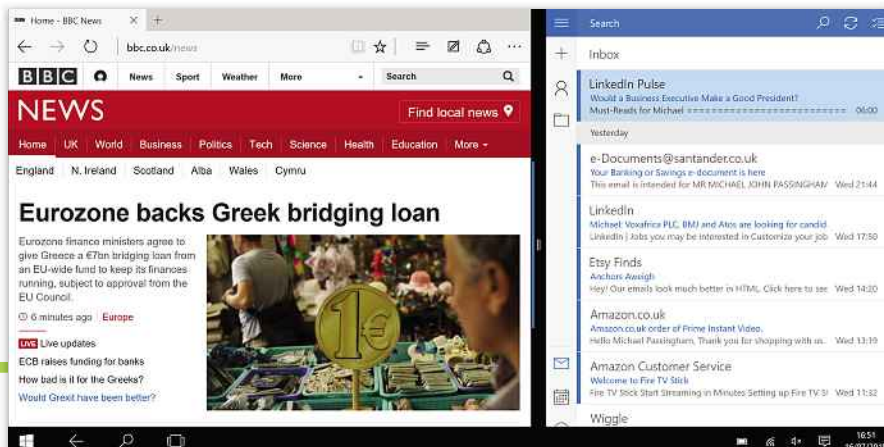 Home - BBC News
bbc.co.uk/news
BBC News Sport Weather More Search
NEWS
Find local news
Home UK World Business Politics Tech Science Health Education More
England N. Ireland Scotland Alba Wales Cymru
Eurozone backs Greek bridging loan
Eurozone finance ministers agree to
give Greece a €7bn bridging loan from
an EU-wide fund to keep its finances
running, subject to approval from the
EU Council.
6 minutes ago Europe
LIVE Live updates
ECB raises funding for banks
How bad is it for the Greeks?
Would Grexit have been better?
1€
Search
Inbox
LinkedIn Pulse
Would a Business Executive Make a Good President?
Must-Reads for Michael ========================== 06:00
Yesterday
e-Documents@santander.co.uk
Your Banking or Savings e-document is here
This email is intended for MR MICHAEL JOHN PASSINGHAM Wed 21:44
LinkedIn
Michael: Voxafrica PLC, BMJ and Atos are looking for candid
LinkedIn | Jobs you may be interested in Customize your job Wed 17:50
Etsy Finds
Anchors Aweigh
Hey! Our emails look much better in HTML. Click here to see Wed 14:20
Amazon.co.uk
Amazon.co.uk order of Prime Instant Video.
Hello Michael Passingham, Thank you for shopping with us. Wed 13:39
Amazon Customer Service
Welcome to Fire TV Stick
Fire TV Stick Start Streaming in Minutes Setting up Fire TV S Wed 11:32
Wiggle
16:51